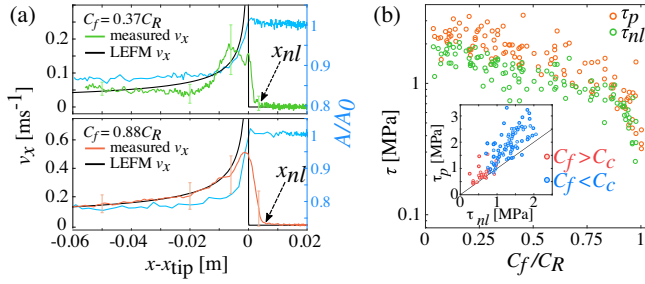 (a)
C_f = 0.37C_R
measured v_x
LEFM v_x
x_nl
0.2
0.1
0
1
0.9
0.8
C_f = 0.88C_R
measured v_x
LEFM v_x
x_nl
0.6
0.4
0.2
0
1
0.9
0.8
-0.06
-0.04
-0.02
0
0.02
v_x [ms⁻¹]
A/A0
x-x_tip [m]
(b)
τ_p
τ_nl
1
0.1
τ [MPa]
3
2
1
0
0
1
2
τ_p [MPa]
τ_nl [MPa]
C_f>C_c
C_f<C_c
0
0.25
0.5
0.75
1
C_f/C_R